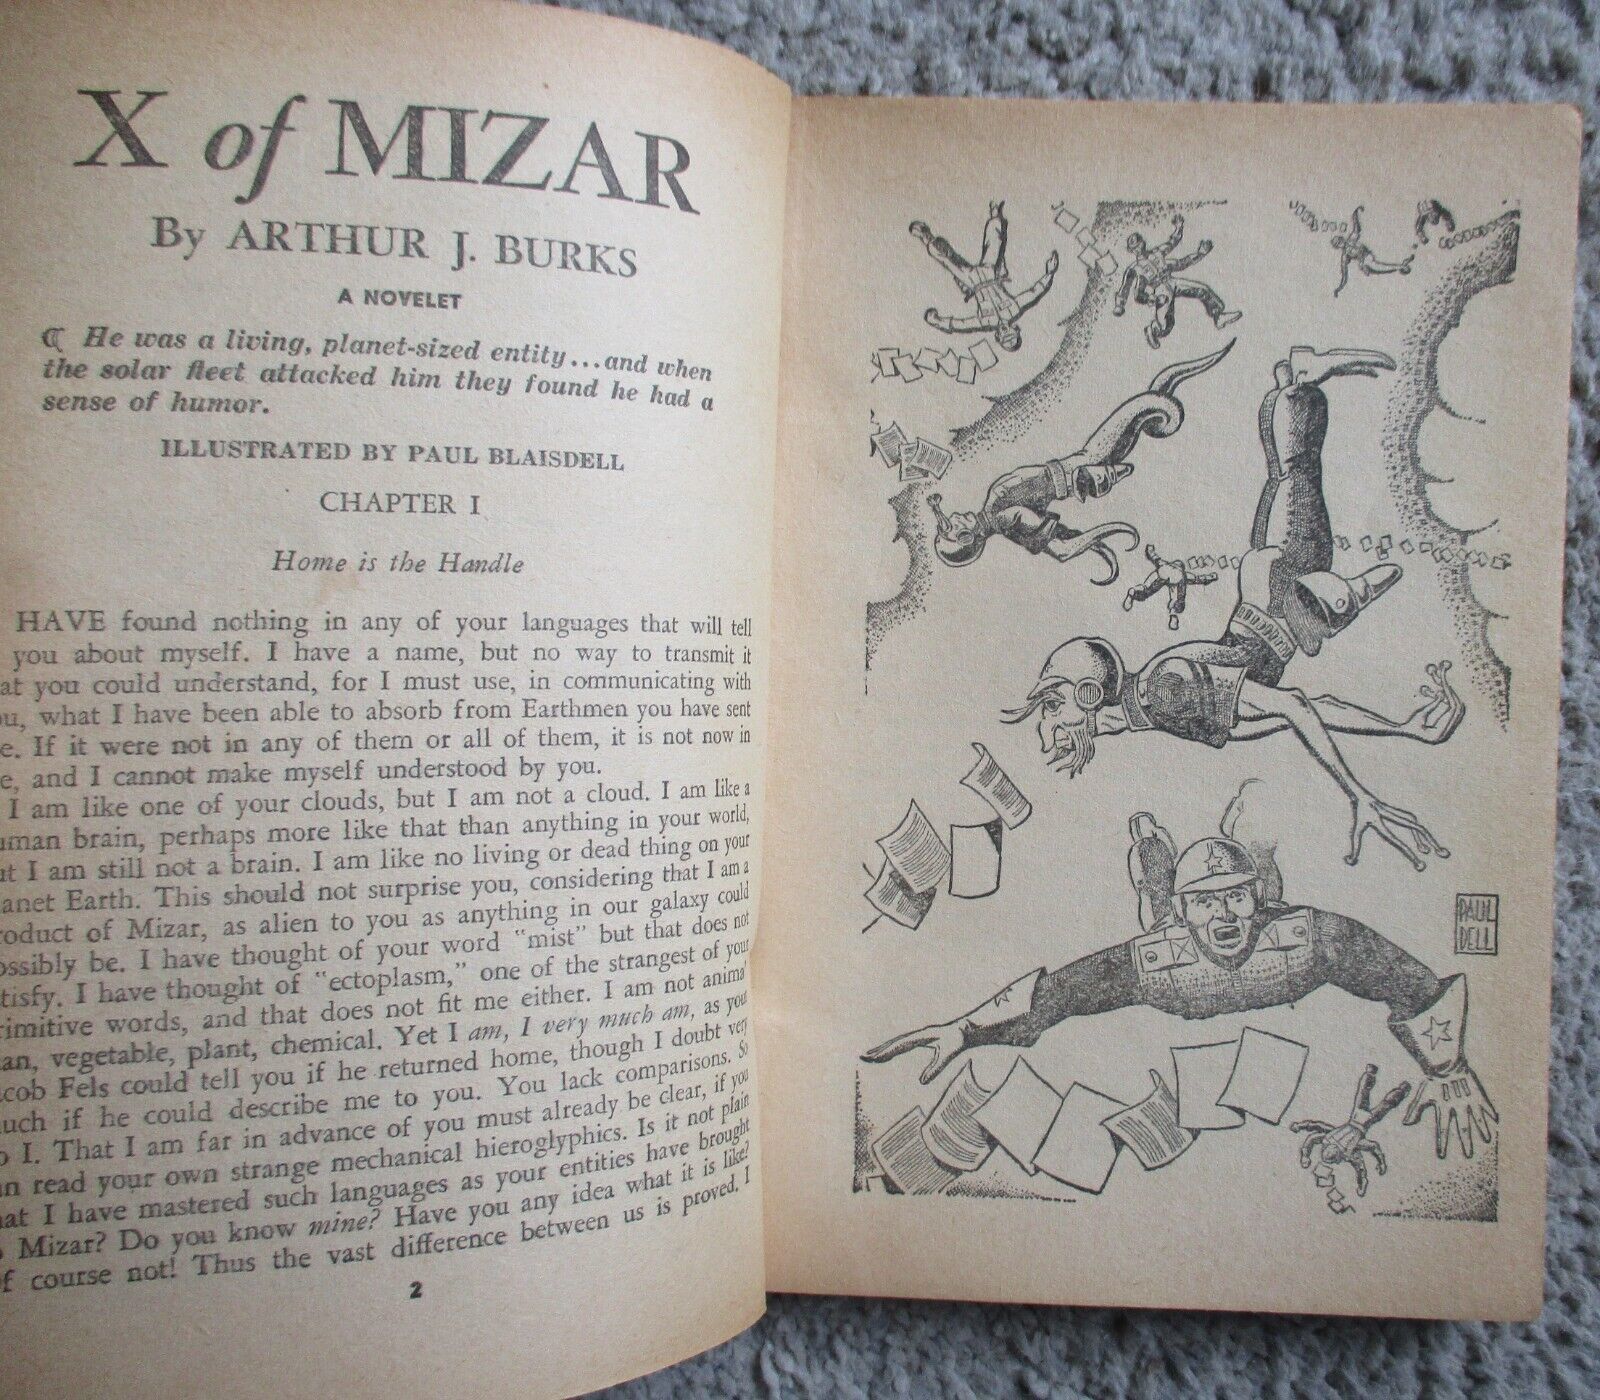 X of MIZAR
By ARTHUR J. BURKS
A NOVELET
He was a living, planet-sized entity...and when
the solar fleet attacked him they found he had a
sense of humor.
ILLUSTRATED BY PAUL BLAISDELL
CHAPTER I
Home is the Handle
HAVE found nothing in any of your languages that will tell
you about myself. I have a name, but no way to transmit it
at you could understand, for I must use, in communicating with
ou, what I have been able to absorb from Earthmen you have sent
e. If it were not in any of them or all of them, it is not now in
e, and I cannot make myself understood by you.
I am like one of your clouds, but I am not a cloud. I am like a
uman brain, perhaps more like that than anything in your world,
ut I am still not a brain. I am like no living or dead thing on your
lanet Earth. This should not surprise you, considering that I am a
roduct of Mizar, as alien to you as anything in our galaxy could
ossibly be. I have thought of your word "mist" but that does not
tisfy. I have thought of "ectoplasm," one of the strangest of your
rimitive words, and that does not fit me either. I am not anima
an, vegetable, plant, chemical. Yet I am, I very much am, as you
acob Fels could tell you if he returned home, though I doubt very
uch if he could describe me to you. You lack comparisons. So
o I. That I am far in advance of you must already be clear, if you
n read your own strange mechanical hieroglyphics. Is it not plain
at I have mastered such languages as your entities have brought
o Mizar? Do you know mine? Have you any idea what it is like?
f course not! Thus the vast difference between us is proved. I
2
PAUL
DELL